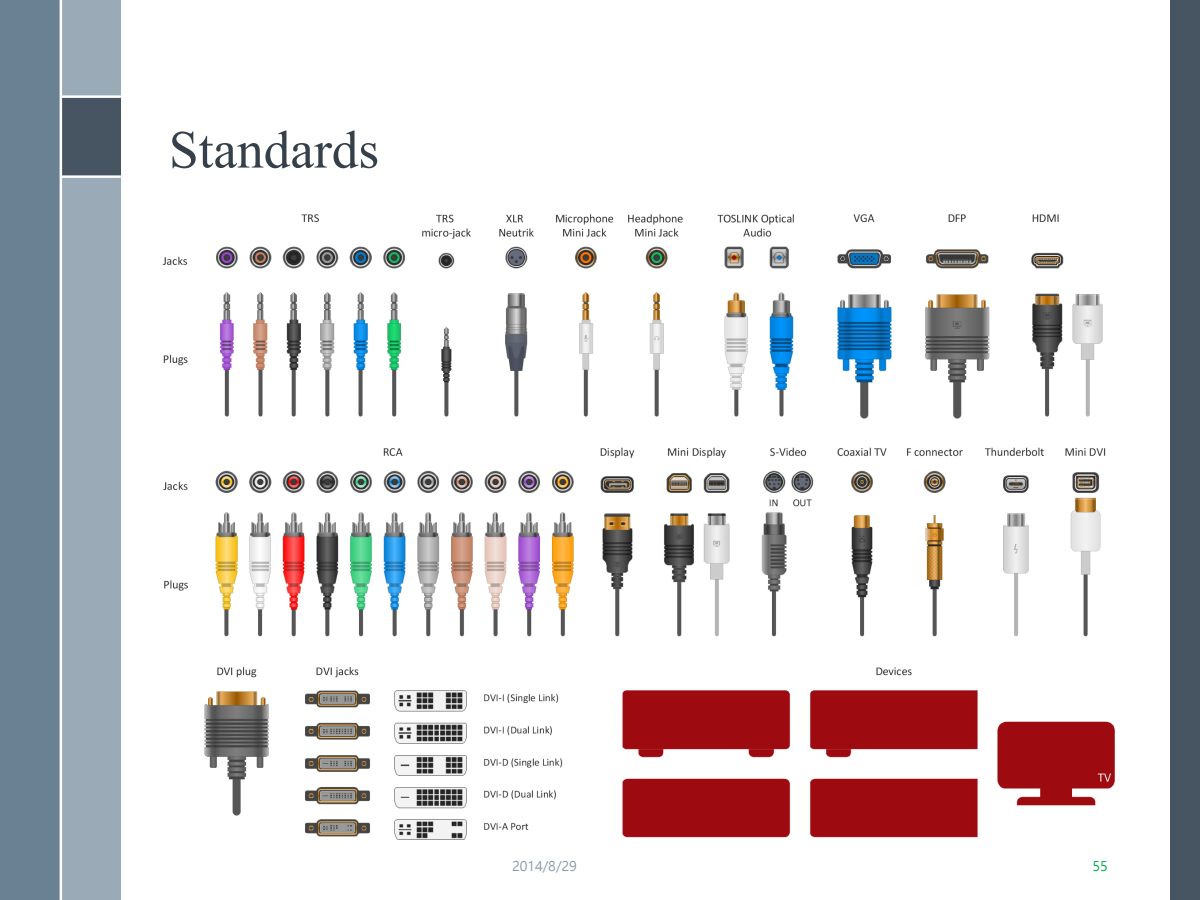 Standards
TRS
TRS
micro-jack
XLR
Neutrik
Microphone
Mini Jack
Headphone
Mini Jack
TOSLINK Optical
Audio
VGA
DFP
HDMI
Jacks
Plugs
RCA
Display
Mini Display
S-Video
Coaxial TV
F connector
Thunderbolt
Mini DVI
Jacks
IN
OUT
Plugs
DVI plug
DVI jacks
Devices
DVI-I (Single Link)
DVI-I (Dual Link)
DVI-D (Single Link)
TV
DVI-D (Dual Link)
DVI-A Port
2014/8/29
55